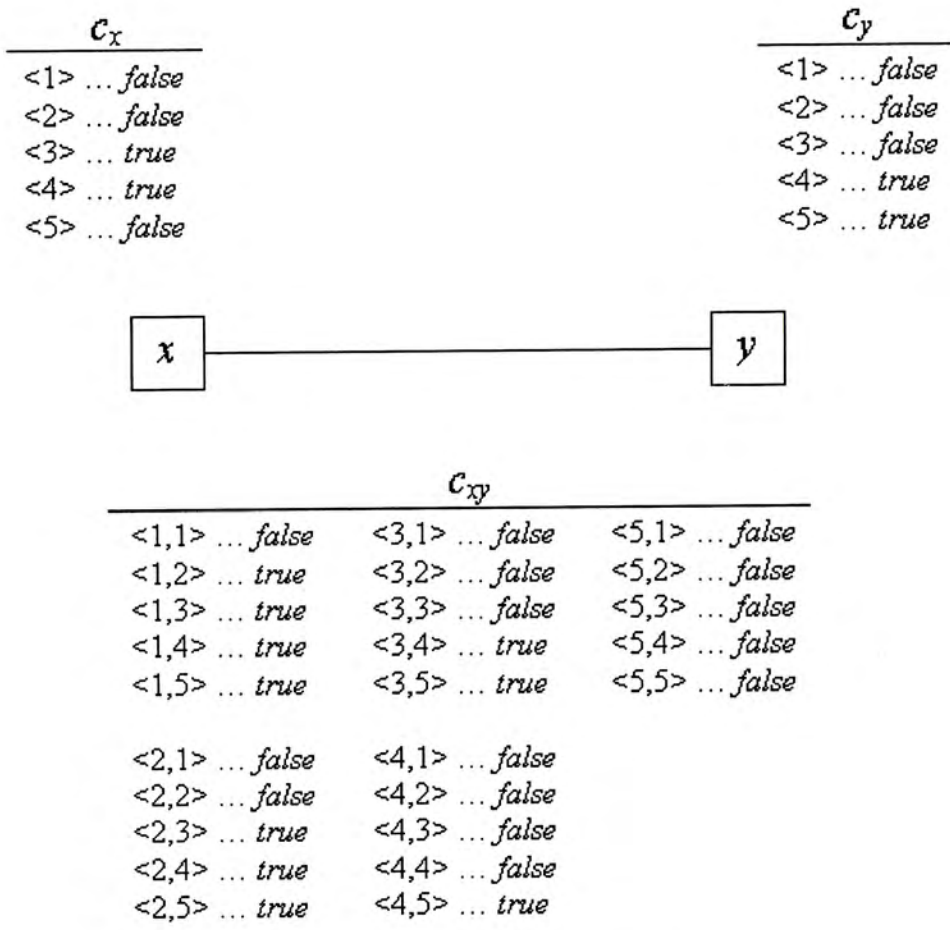 Cx Cy
<1> ... false <1> ... false
<2> ... false <2> ... false
<3> ... true <3> ... false
<4> ... true <4> ... true
<5> ... false <5> ... true
x y
Cxy
<1,1> ... false <3,1> ... false <5,1> ... false
<1,2> ... true <3,2> ... false <5,2> ... false
<1,3> ... true <3,3> ... false <5,3> ... false
<1,4> ... true <3,4> ... true <5,4> ... false
<1,5> ... true <3,5> ... true <5,5> ... false
<2,1> ... false <4,1> ... false
<2,2> ... false <4,2> ... false
<2,3> ... true <4,3> ... false
<2,4> ... true <4,4> ... false
<2,5> ... true <4,5> ... true